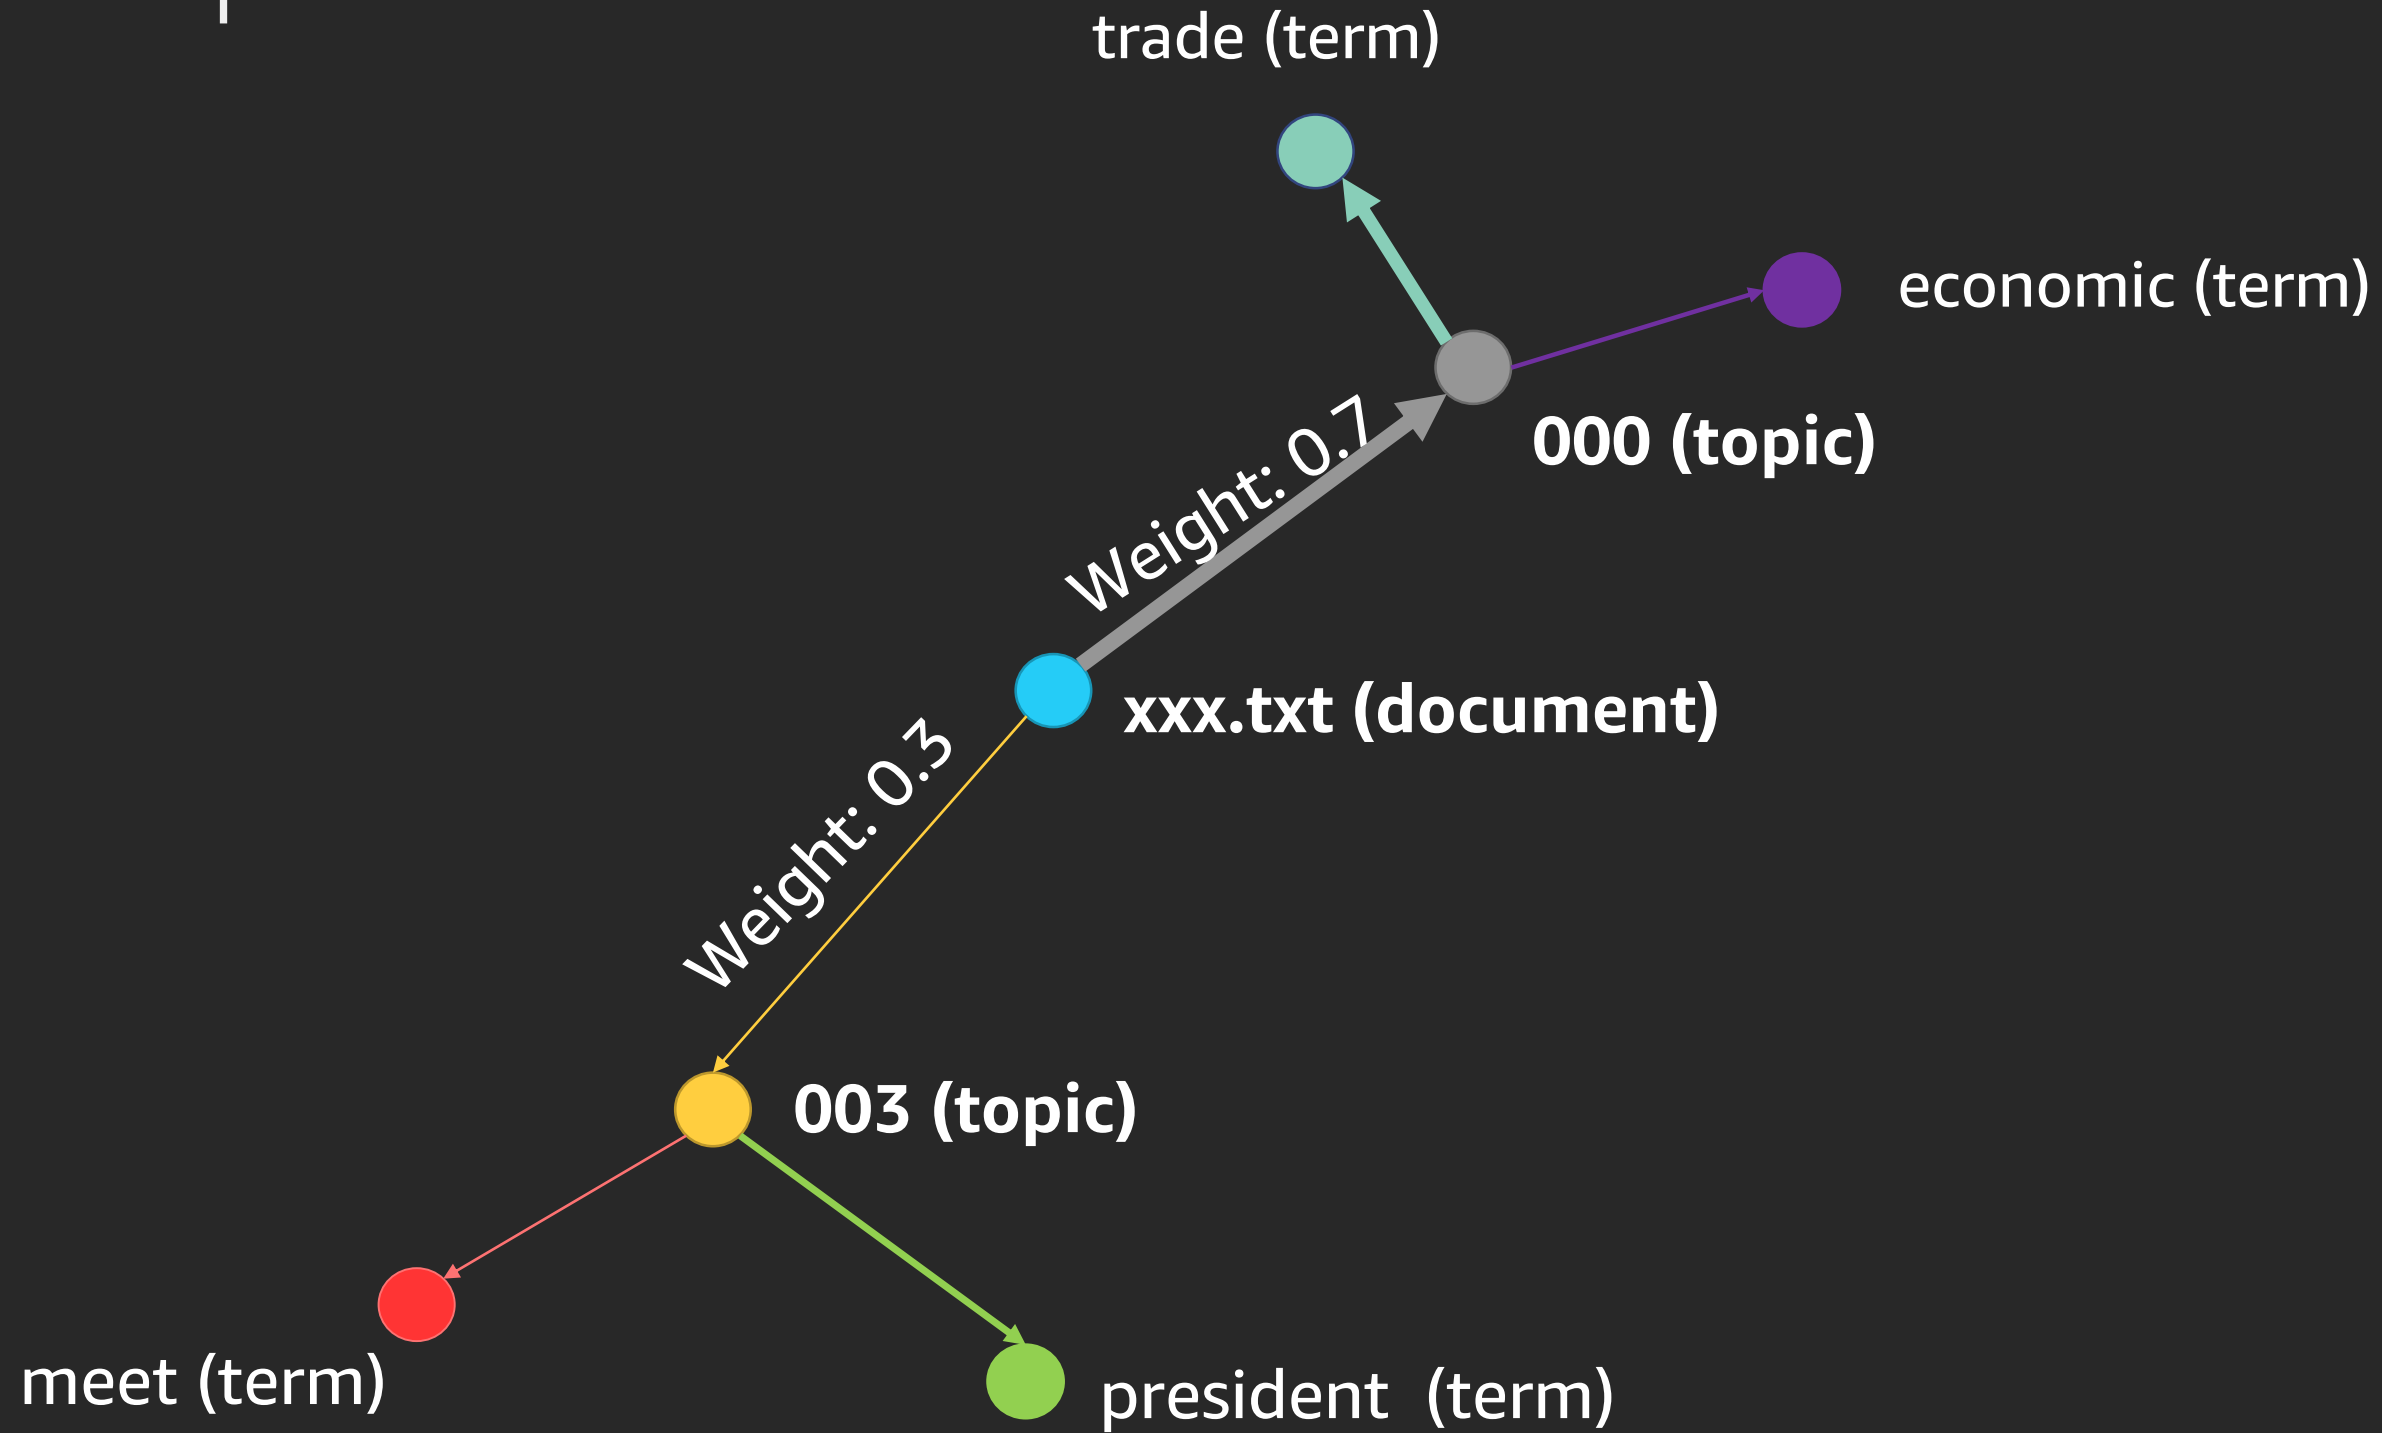 trade (term)
economic (term)
000 (topic)
Weight: 0.7
xxx.txt (document)
Weight: 0.3
003 (topic)
meet (term)
president  (term)